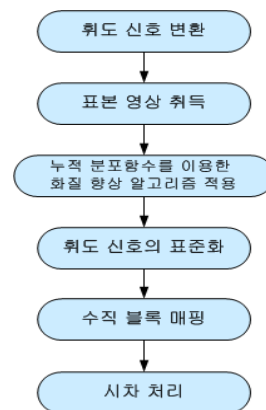 휘도 신호 변환
표본 영상 취득
누적 분포함수를 이용한
화질 향상 알고리즘 적용
휘도 신호의 표준화
수직 블록 매핑
시차 처리